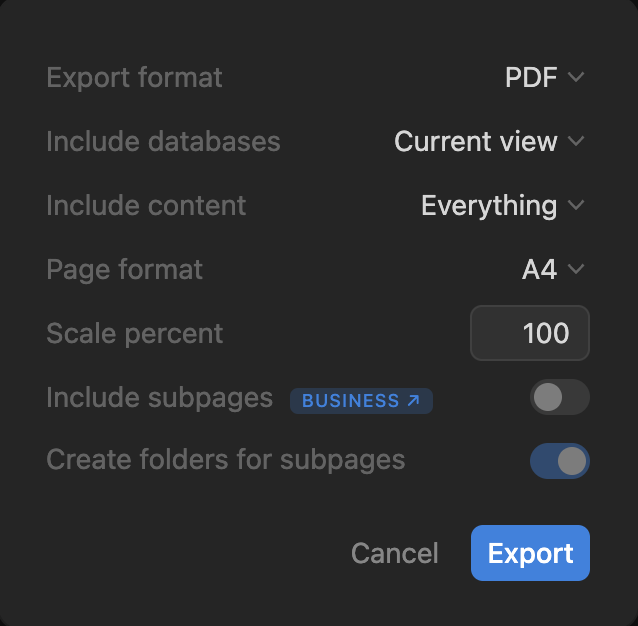 Export format PDF
Include databases Current view
Include content Everything
Page format A4
Scale percent 100
Include subpages BUSINESS ↗
Create folders for subpages
Cancel Export